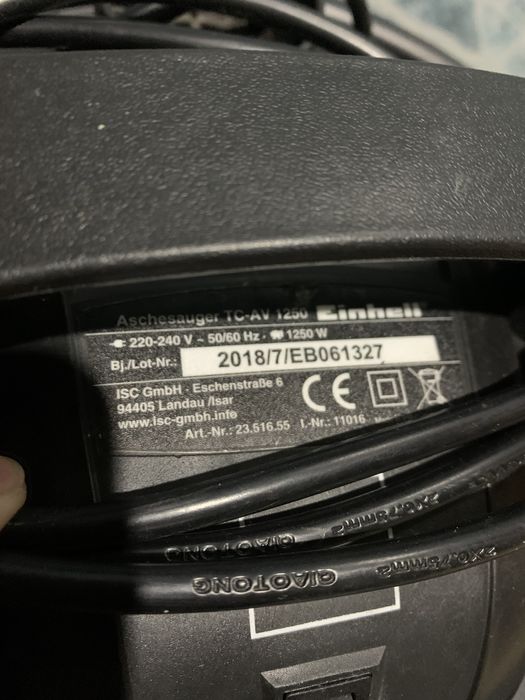 Aschesauger TC-AV 1250 Einhell
220-240 V ~ 50/60 Hz · 1250 W
Bj./Lot-Nr.: 2018/7/EB061327
ISC GmbH · Eschenstraße 6
94405 Landau/Isar
www.isc-gmbh.info
CE
Art.-Nr.: 23.516.55 I.-Nr.: 11016
QIAOTONG 2X0.75mm²
QIAOTONG 2X0.75mm²